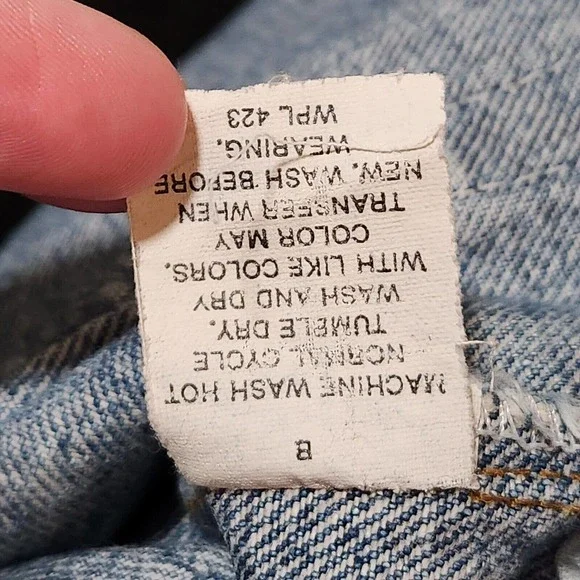 B
MACHINE WASH HOT
NORMAL CYCLE
TUMBLE DRY.
WASH AND DRY
WITH LIKE COLORS.
COLOR MAY
TRANSFER WHEN
NEW. WASH BEFORE
WEARING.
WPL 423